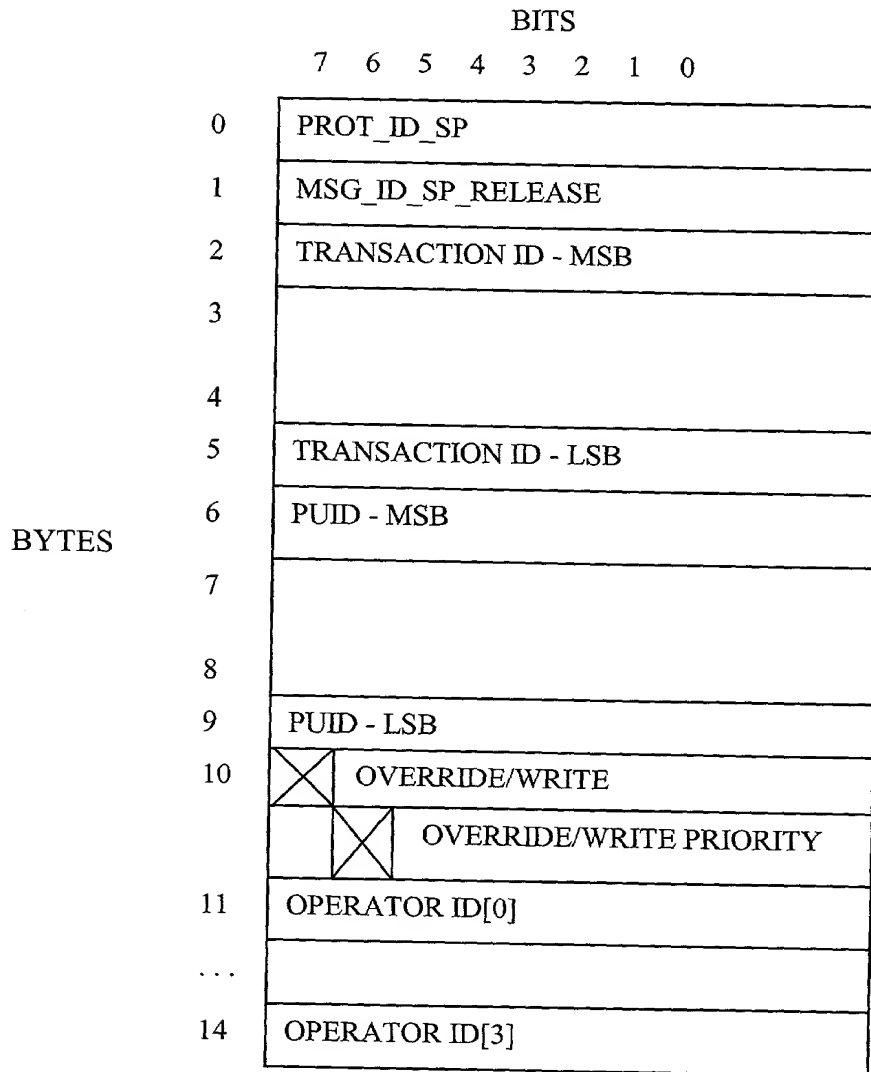 BITS
7 6 5 4 3 2 1 0
0 PROT_ID_SP
1 MSG_ID_SP_RELEASE
2 TRANSACTION ID - MSB
3
4
5 TRANSACTION ID - LSB
6 PUID - MSB
BYTES
7
8
9 PUID - LSB
10 OVERRIDE/WRITE
OVERRIDE/WRITE PRIORITY
11 OPERATOR ID[0]
. . .
14 OPERATOR ID[3]